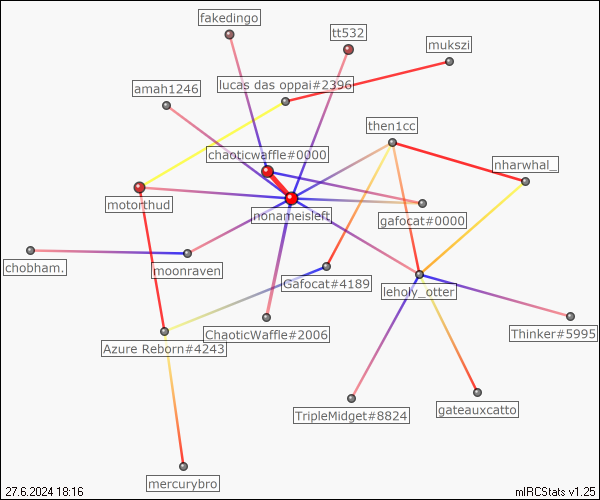 fakedingo
tt532
mukszi
lucas das oppai#2396
amah1246
then1cc
chaoticwaffle#0000
nharwhal_
motorthud
nonameisleft
gafocat#0000
chobham.
moonraven
Gafocat#4189
leholy_otter
ChaoticWaffle#2006
Thinker#5995
Azure Reborn#4243
TripleMidget#8824
gateauxcatto
mercurybro
27.6.2024 18:16
mIRCStats v1.25